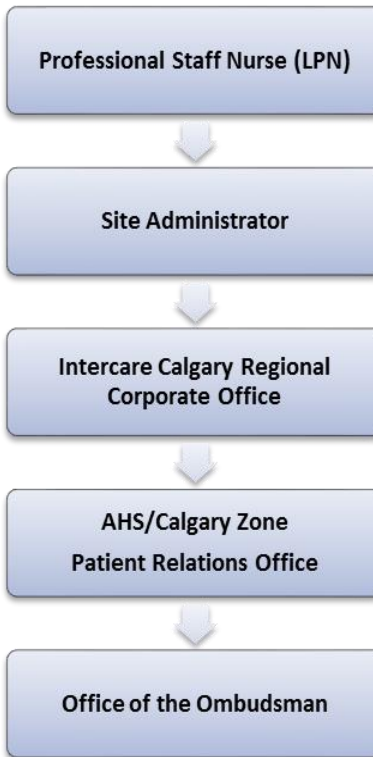 Professional Staff Nurse (LPN)
Site Administrator
Intercare Calgary Regional
Corporate Office
AHS/Calgary Zone
Patient Relations Office
Office of the Ombudsman